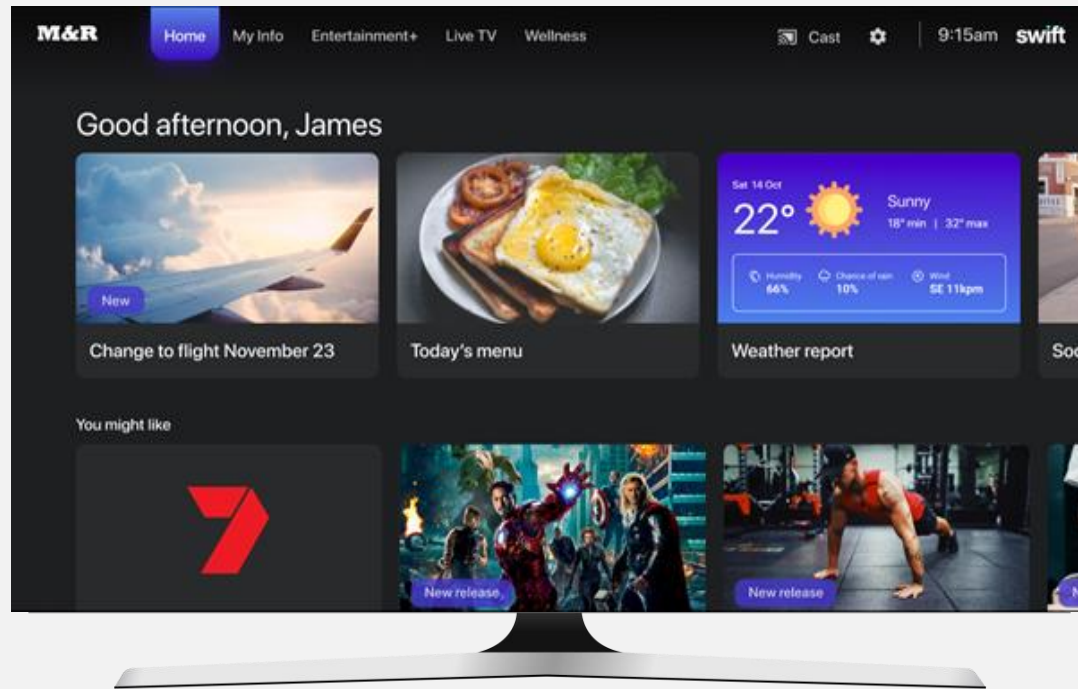 M&R
Home My Info Entertainment+ Live TV Wellness
Cast 9:15am swift
Good afternoon, James
New
Change to flight November 23
Today's menu
Sat 14 Oct
22°
Sunny
18° min | 32° max
Humidity
66%
Chance of rain
10%
Wind
SE 11kpm
Weather report
Soc
You might like
7
New release
New release
N